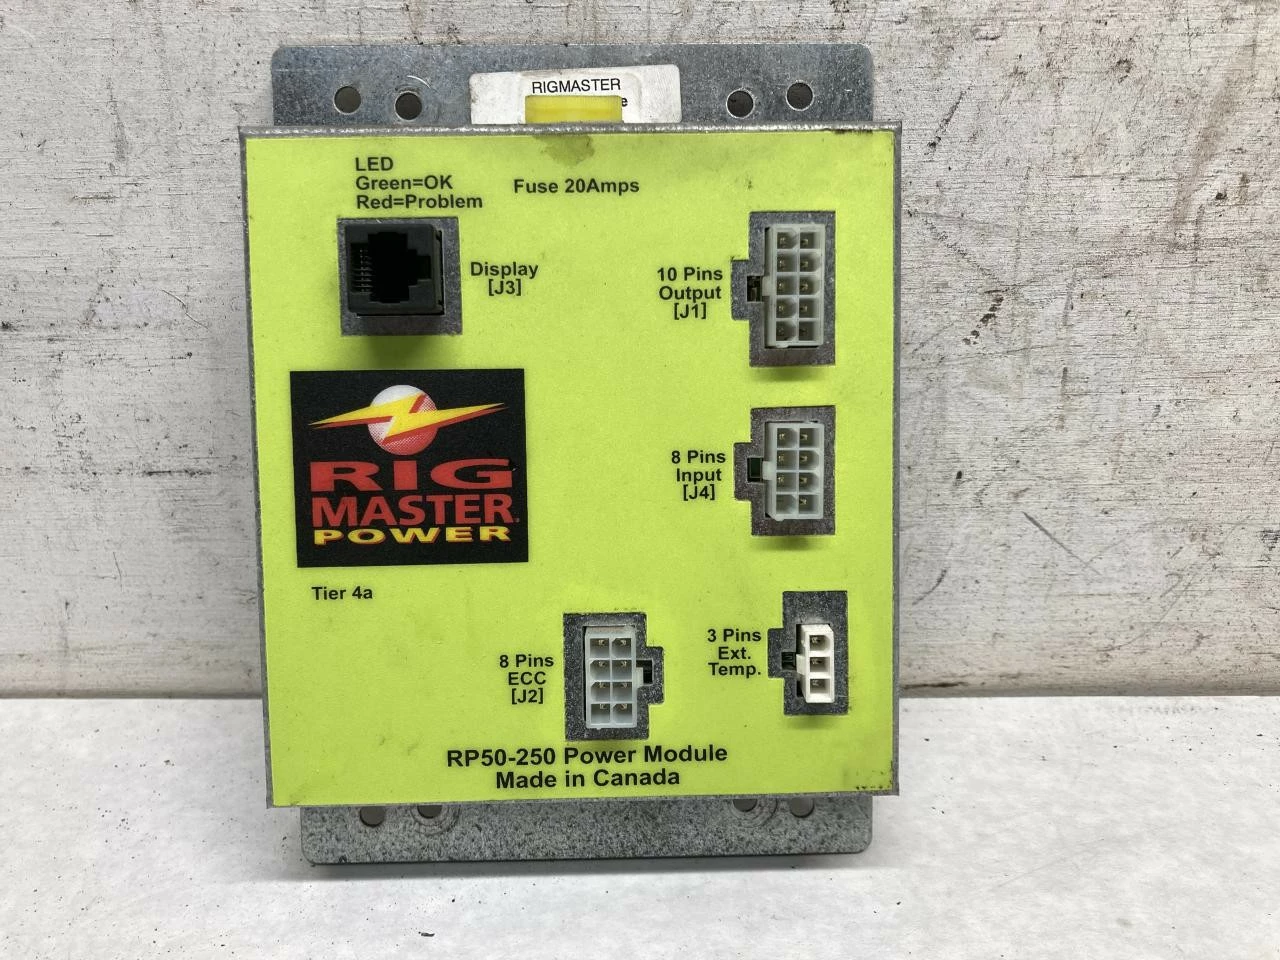 RIGMASTER
LED
Green=OK
Red=Problem
Fuse 20Amps
Display
[J3]
10 Pins
Output
[J1]
RIG
MASTER
POWER
8 Pins
Input
[J4]
Tier 4a
8 Pins
ECC
[J2]
3 Pins
Ext.
Temp.
RP50-250 Power Module
Made in Canada